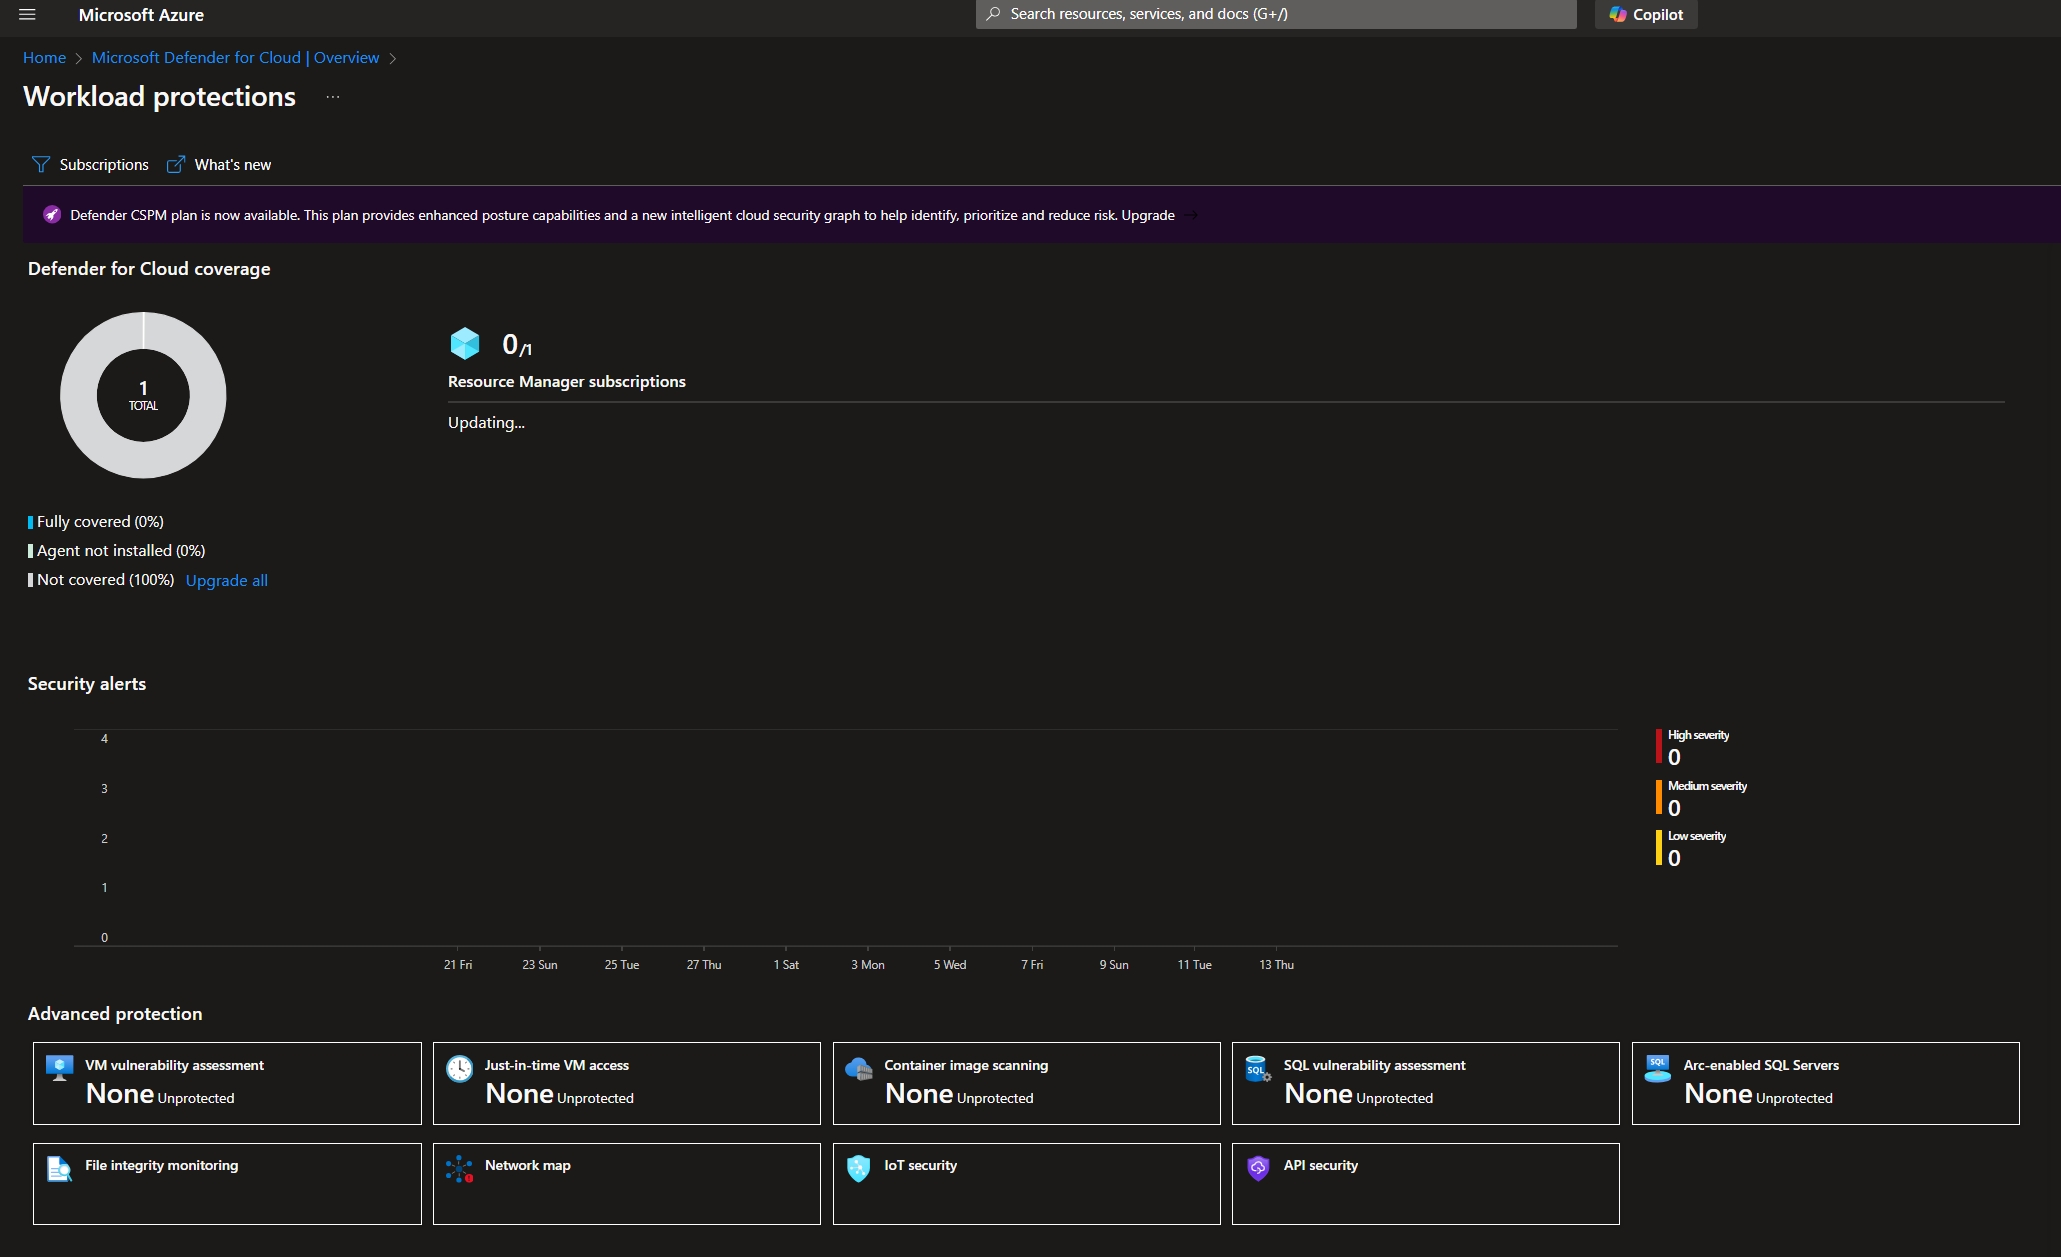 Microsoft Azure
Search resources, services, and docs (G+/)
Copilot
Home > Microsoft Defender for Cloud | Overview >
Workload protections ...
Subscriptions
What's new
Defender CSPM plan is now available. This plan provides enhanced posture capabilities and a new intelligent cloud security graph to help identify, prioritize and reduce risk. Upgrade →
Defender for Cloud coverage
1
TOTAL
0/1
Resource Manager subscriptions
Updating...
Fully covered (0%)
Agent not installed (0%)
Not covered (100%) Upgrade all
Security alerts
4
3
2
1
0
21 Fri 23 Sun 25 Tue 27 Thu 1 Sat 3 Mon 5 Wed 7 Fri 9 Sun 11 Tue 13 Thu
High severity
0
Medium severity
0
Low severity
0
Advanced protection
VM vulnerability assessment
None Unprotected
Just-in-time VM access
None Unprotected
Container image scanning
None Unprotected
SQL
SQL vulnerability assessment
None Unprotected
SQL
Arc-enabled SQL Servers
None Unprotected
File integrity monitoring
Network map
IoT security
API security